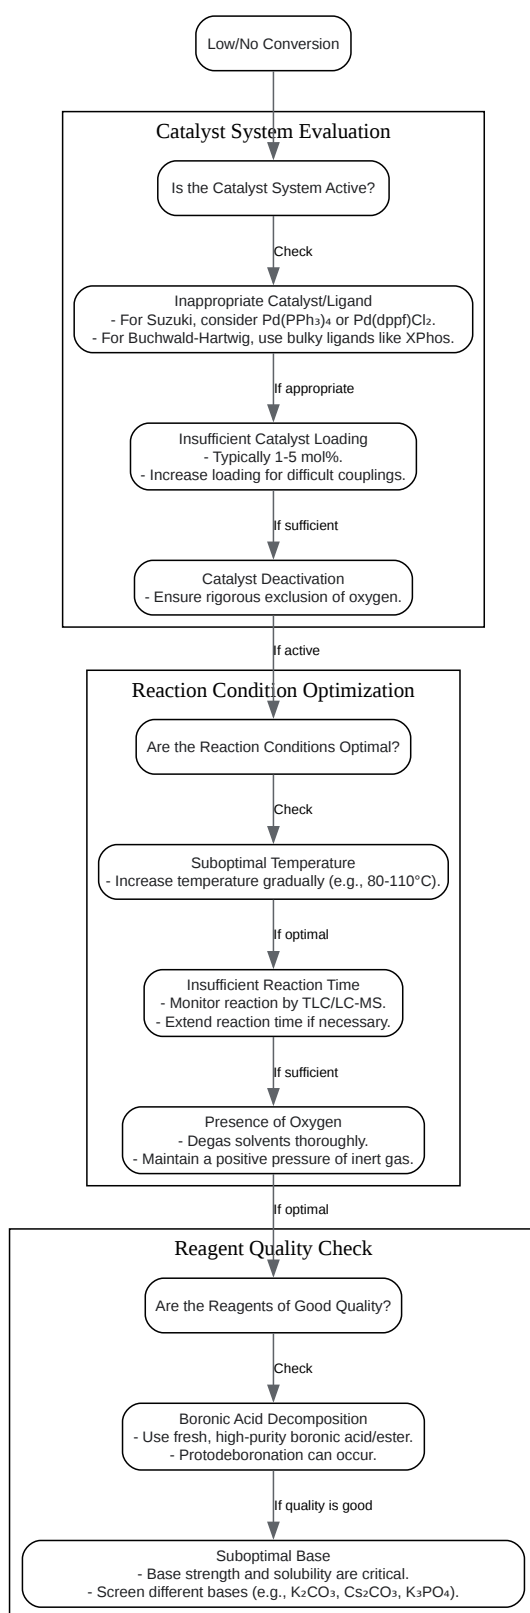 Low/No Conversion
Catalyst System Evaluation
Is the Catalyst System Active?
Check
Inappropriate Catalyst/Ligand
- For Suzuki, consider Pd(PPh₃)₄ or Pd(dppf)Cl₂.
- For Buchwald-Hartwig, use bulky ligands like XPhos.
If appropriate
Insufficient Catalyst Loading
- Typically 1-5 mol%.
- Increase loading for difficult couplings.
If sufficient
Catalyst Deactivation
- Ensure rigorous exclusion of oxygen.
If active
Reaction Condition Optimization
Are the Reaction Conditions Optimal?
Check
Suboptimal Temperature
- Increase temperature gradually (e.g., 80-110°C).
If optimal
Insufficient Reaction Time
- Monitor reaction by TLC/LC-MS.
- Extend reaction time if necessary.
If sufficient
Presence of Oxygen
- Degas solvents thoroughly.
- Maintain a positive pressure of inert gas.
If optimal
Reagent Quality Check
Are the Reagents of Good Quality?
Check
Boronic Acid Decomposition
- Use fresh, high-purity boronic acid/ester.
- Protodeboronation can occur.
If quality is good
Suboptimal Base
- Base strength and solubility are critical.
- Screen different bases (e.g., K₂CO₃, Cs₂CO₃, K₃PO₄).